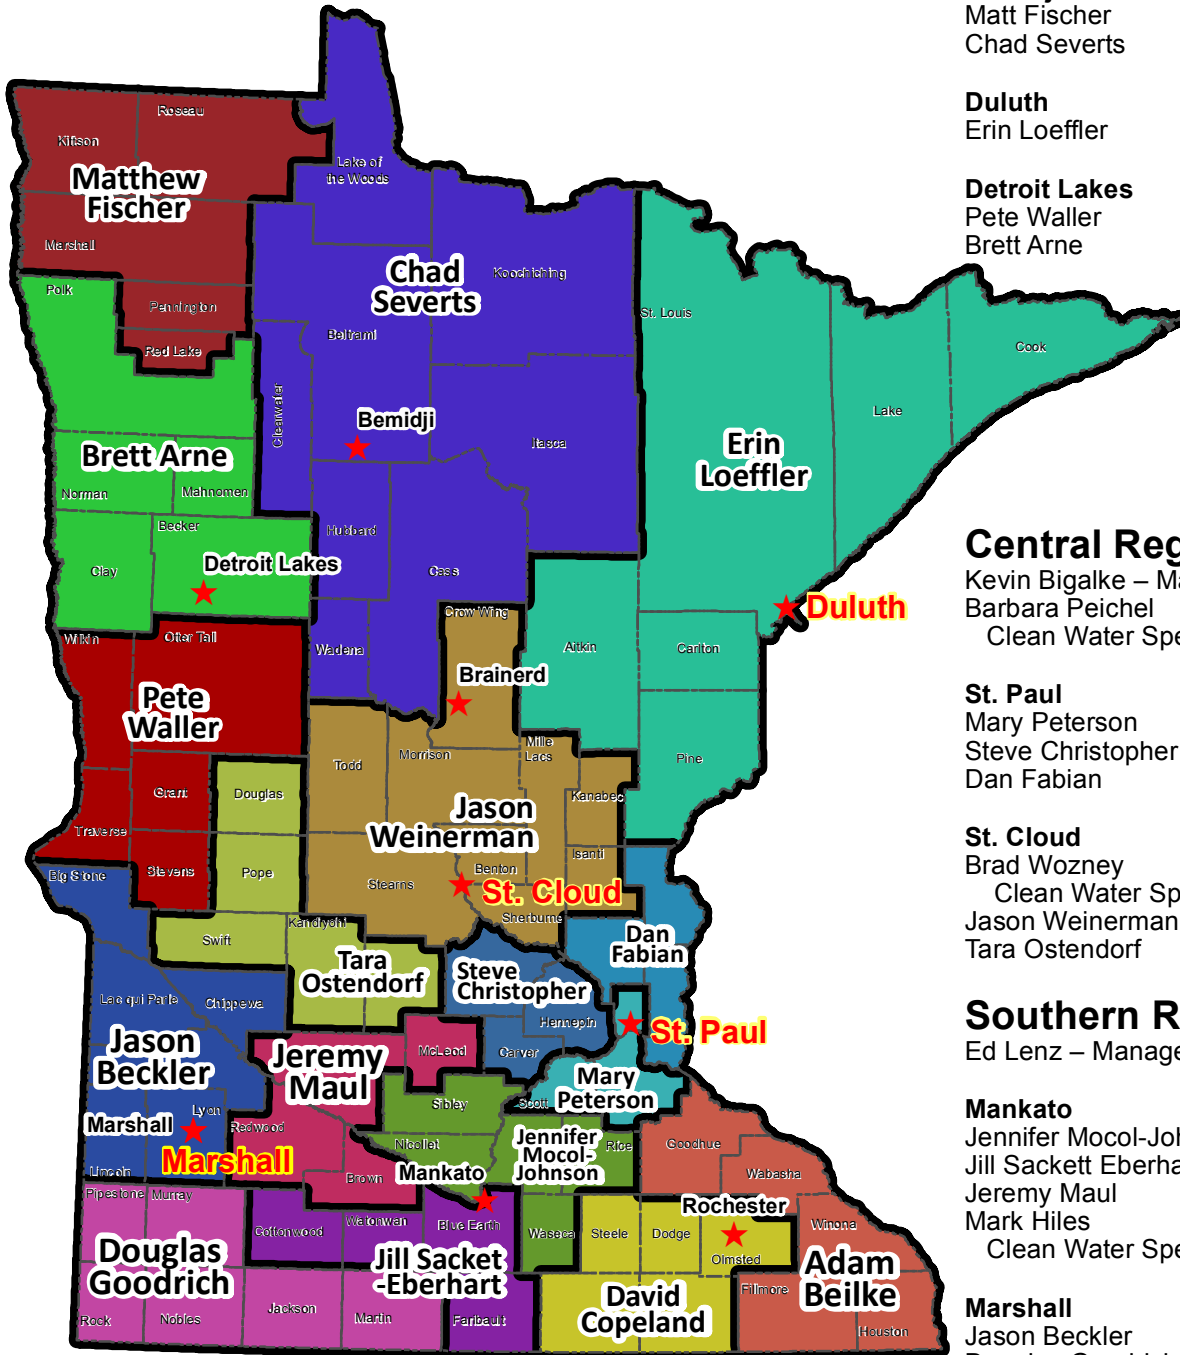 Matt Fischer
Chad Severts
Duluth
Erin Loeffler
Detroit Lakes
Pete Waller
Brett Arne
Central Reg
Kevin Bigalke – Ma
Barbara Peichel
Clean Water Spe
St. Paul
Mary Peterson
Steve Christopher
Dan Fabian
St. Cloud
Brad Wozney
Clean Water Sp
Jason Weinerman
Tara Ostendorf
Southern R
Ed Lenz – Manage
Mankato
Jennifer Mocol-Joh
Jill Sackett Eberha
Jeremy Maul
Mark Hiles
Clean Water Spe
Marshall
Jason Beckler
Roseau
Kittson
Lake of
the Woods
Matthew
Fischer
Marshall
Chad
Severts
Koochiching
Polk
Pennington
St. Louis
Beltrami
Red Lake
Cook
Clearwater
Lake
Bemidji
Itasca
Erin
Loeffler
Brett Arne
Norman
Mahnomen
Becker
Hubbard
Clay
Detroit Lakes
Cass
Crow Wing
Duluth
Wilkin
Otter Tail
Wadena
Aitkin
Carlton
Brainerd
Pete
Waller
Morrison
Mille
Lacs
Todd
Pine
Grant
Douglas
Kanabec
Jason
Weinerman
Traverse
Isanti
Big Stone
Stevens
Pope
Benton
Stearns
St. Cloud
Sherburne
Kandiyohi
Swift
Dan
Fabian
Tara
Ostendorf
Steve
Christopher
Lac qui Parle
Chippewa
Hennepin
St. Paul
Jason
Beckler
Jeremy
Maul
McLeod
Carver
Mary
Peterson
Scott
Sibley
Lyon
Marshall
Redwood
Nicollet
Jennifer
Mocol-
Johnson
Rice
Goodhue
Marshall
Lincoln
Brown
Mankato
Wabasha
Pipestone
Murray
Rochester
Cottonwood
Watonwan
Blue Earth
Waseca
Steele
Dodge
Olmsted
Winona
Douglas
Goodrich
Jill Sacket
-Eberhart
Adam
Beilke
David
Copeland
Fillmore
Rock
Nobles
Jackson
Martin
Faribault
Houston